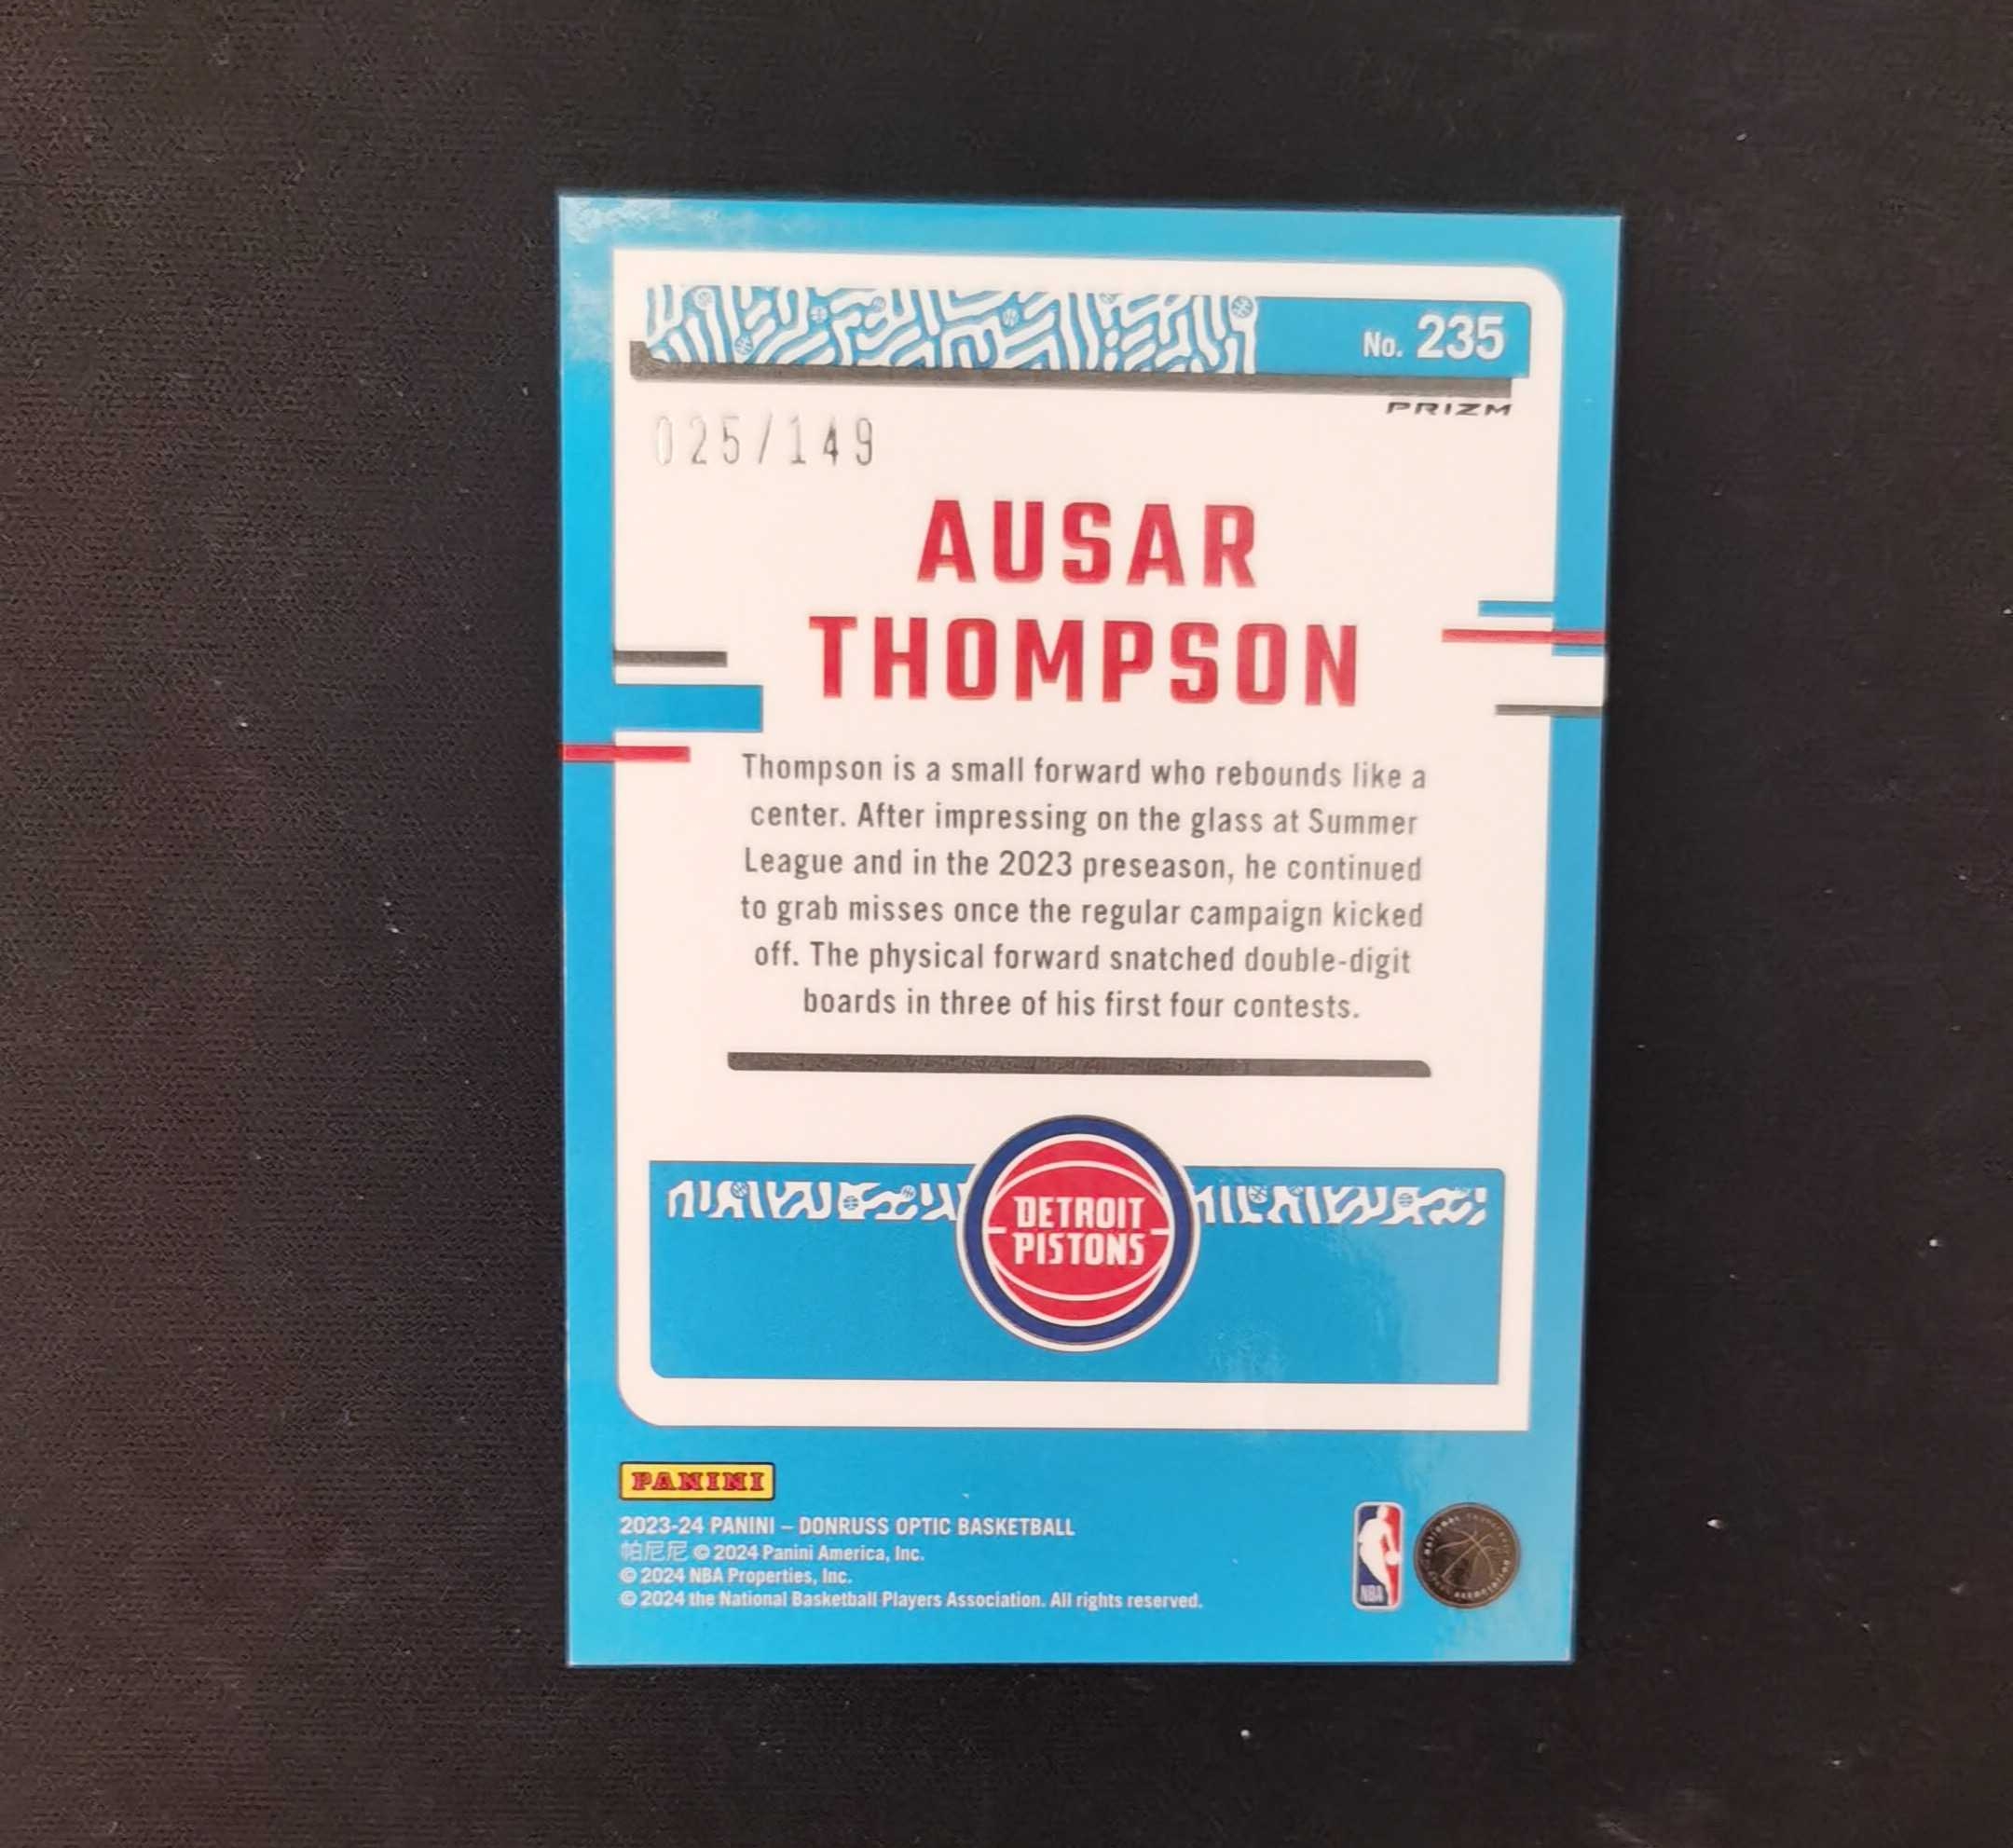 No. 235
PRIZM
025/149
AUSAR
THOMPSON
Thompson is a small forward who rebounds like a
center. After impressing on the glass at Summer
League and in the 2023 preseason, he continued
to grab misses once the regular campaign kicked
off. The physical forward snatched double-digit
boards in three of his first four contests.
DETROIT
PISTONS
PANINI
2023-24 PANINI – DONRUSS OPTIC BASKETBALL
帕尼尼 © 2024 Panini America, Inc.
© 2024 NBA Properties, Inc.
© 2024 the National Basketball Players Association. All rights reserved.
NBA